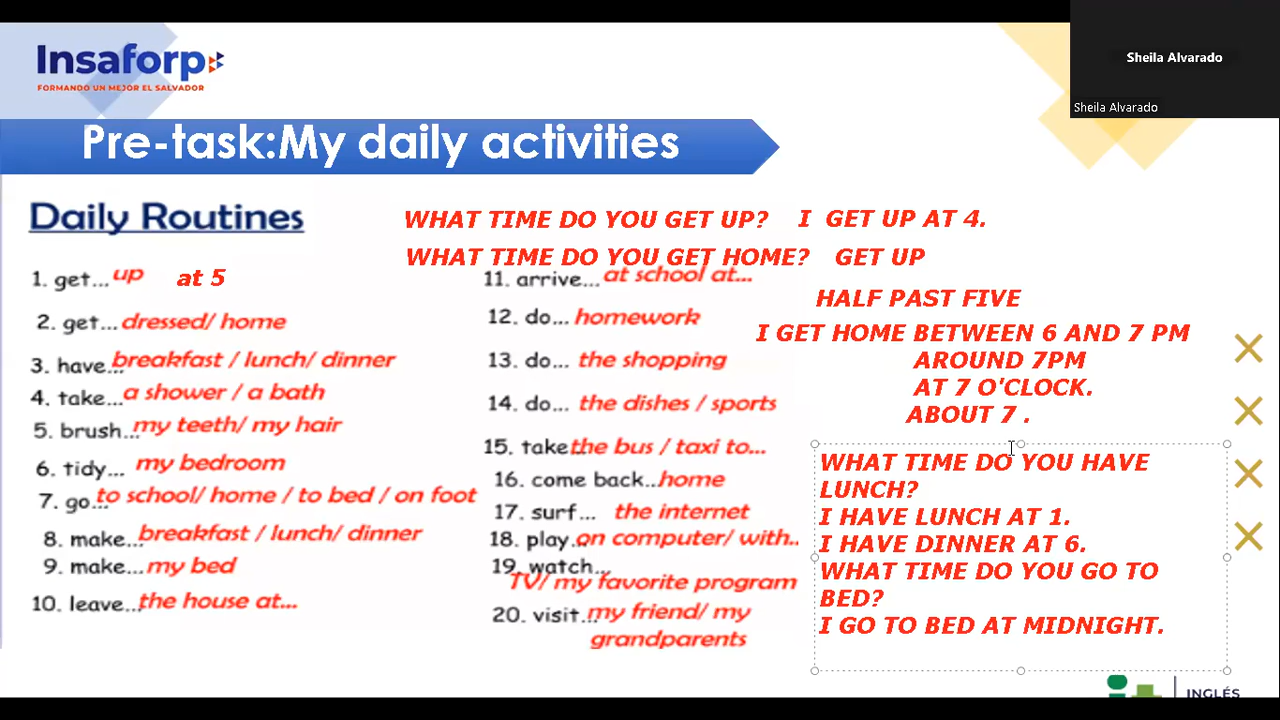 Sheila Alvarado
Sheila Alvarado
Insaforp
FORMANDO UN MEJOR EL SALVADOR
Pre-task:My daily activities
Daily Routines
WHAT TIME DO YOU GET UP? I GET UP AT 4.
WHAT TIME DO YOU GET HOME? GET UP
1. get... up at 5
2. get... dressed/ home
3. have... breakfast / lunch/ dinner
4. take... a shower / a bath
5. brush... my teeth/ my hair
6. tidy... my bedroom
7. go... to school/ home / to bed / on foot
8. make... breakfast / lunch/ dinner
9. make... my bed
10. leave... the house at...
11. arrive... at school at...
12. do... homework
13. do... the shopping
14. do... the dishes / sports
15. take... the bus / taxi to...
16. come back... home
17. surf... the internet
18. play... on computer/ with..
19. watch...
TV/ my favorite program
20. visit... my friend/ my
grandparents
HALF PAST FIVE
I GET HOME BETWEEN 6 AND 7 PM
AROUND 7PM
AT 7 O'CLOCK.
ABOUT 7 .
WHAT TIME DO YOU HAVE
LUNCH?
I HAVE LUNCH AT 1.
I HAVE DINNER AT 6.
WHAT TIME DO YOU GO TO
BED?
I GO TO BED AT MIDNIGHT.
INGLÉS